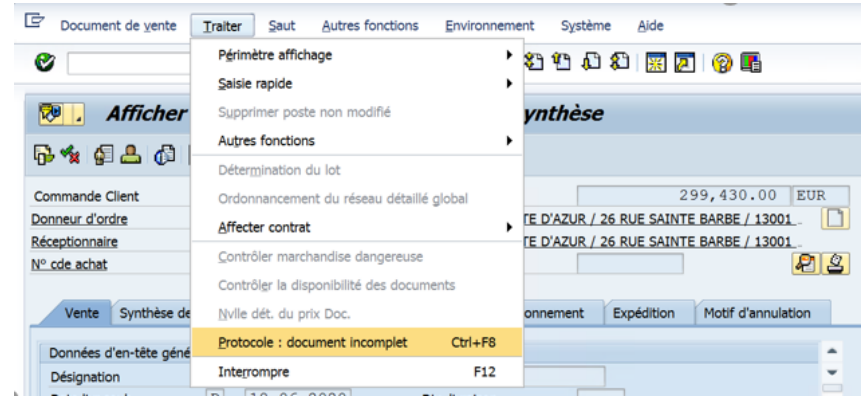 Document de vente Traiter Saut Autres fonctions Environnement Système Aide
Périmètre affichage
Saisie rapide
Afficher Supprimer poste non modifié ynthèse
Autres fonctions
Détermination du lot
Commande Client Ordonnancement du réseau détaillé global 299,430.00 EUR
Donneur d'ordre Affecter contrat TE D'AZUR / 26 RUE SAINTE BARBE / 13001
Réceptionnaire TE D'AZUR / 26 RUE SAINTE BARBE / 13001
N° cde achat Contrôler marchandise dangereuse
Contrôler la disponibilité des documents
Vente Synthèse de Nvlle dét. du prix Doc. onnement Expédition Motif d'annulation
Protocole : document incomplet Ctrl+F8
Données d'en-tête géné
Désignation Interrompre F12